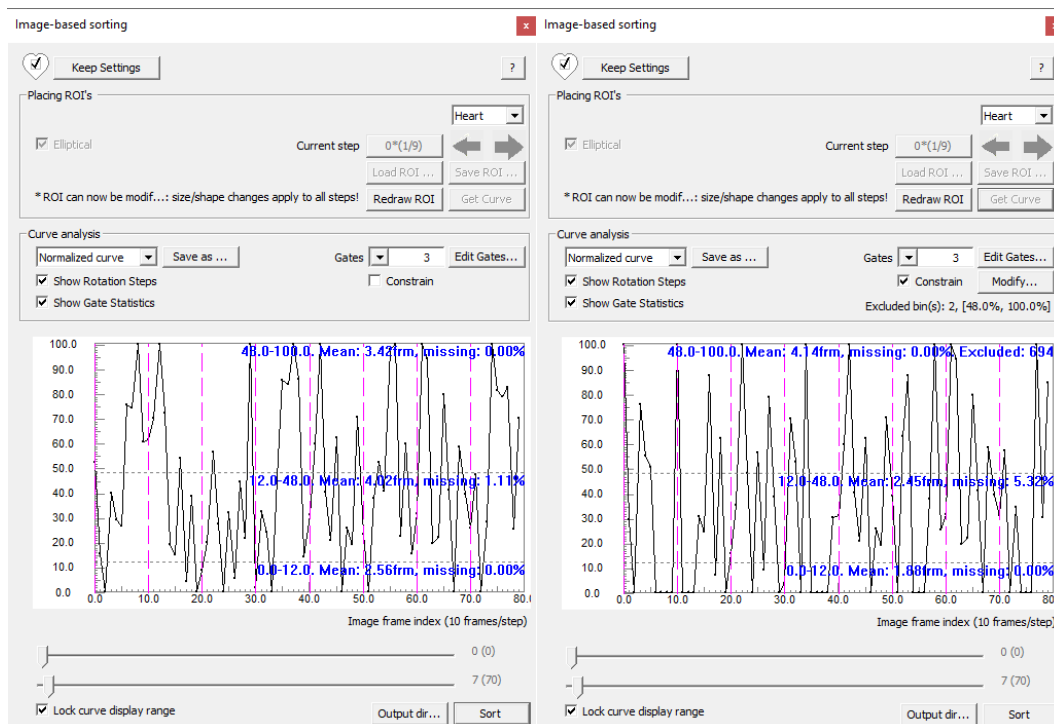 Image-based sorting
x
Keep Settings
?
Placing ROI's
Heart
Elliptical
Current step
0*(1/9)
Load ROI ...
Save ROI ...
* ROI can now be modif...: size/shape changes apply to all steps!
Redraw ROI
Get Curve
Curve analysis
Normalized curve
Save as ...
Gates
3
Edit Gates...
Show Rotation Steps
Constrain
Show Gate Statistics
100.0
90.0
80.0
70.0
60.0
50.0
40.0
30.0
20.0
10.0
0.0
48.0-100.0. Mean: 3.42frm, missing: 0.00%
12.0-48.0. Mean: 4.02frm, missing: 1.11%
0.0-12.0. Mean: 2.56frm, missing: 0.00%
0.0 10.0 20.0 30.0 40.0 50.0 60.0 70.0 80.0
Image frame index (10 frames/step)
0 (0)
7 (70)
Lock curve display range
Output dir...
Sort
Image-based sorting
x
Keep Settings
?
Placing ROI's
Heart
Elliptical
Current step
0*(1/9)
Load ROI ...
Save ROI ...
* ROI can now be modif...: size/shape changes apply to all steps!
Redraw ROI
Get Curve
Curve analysis
Normalized curve
Save as ...
Gates
3
Edit Gates...
Show Rotation Steps
Constrain
Modify...
Show Gate Statistics
Excluded bin(s): 2, [48.0%, 100.0%]
100.0
90.0
80.0
70.0
60.0
50.0
40.0
30.0
20.0
10.0
0.0
48.0-100.0. Mean: 4.14frm, missing: 0.00% Excluded: 694
12.0-48.0. Mean: 2.45frm, missing: 5.32%
0.0-12.0. Mean: 1.88frm, missing: 0.00%
0.0 10.0 20.0 30.0 40.0 50.0 60.0 70.0 80
Image frame index (10 frames/step)
0 (0)
7 (70)
Lock curve display range
Output dir...
Sort